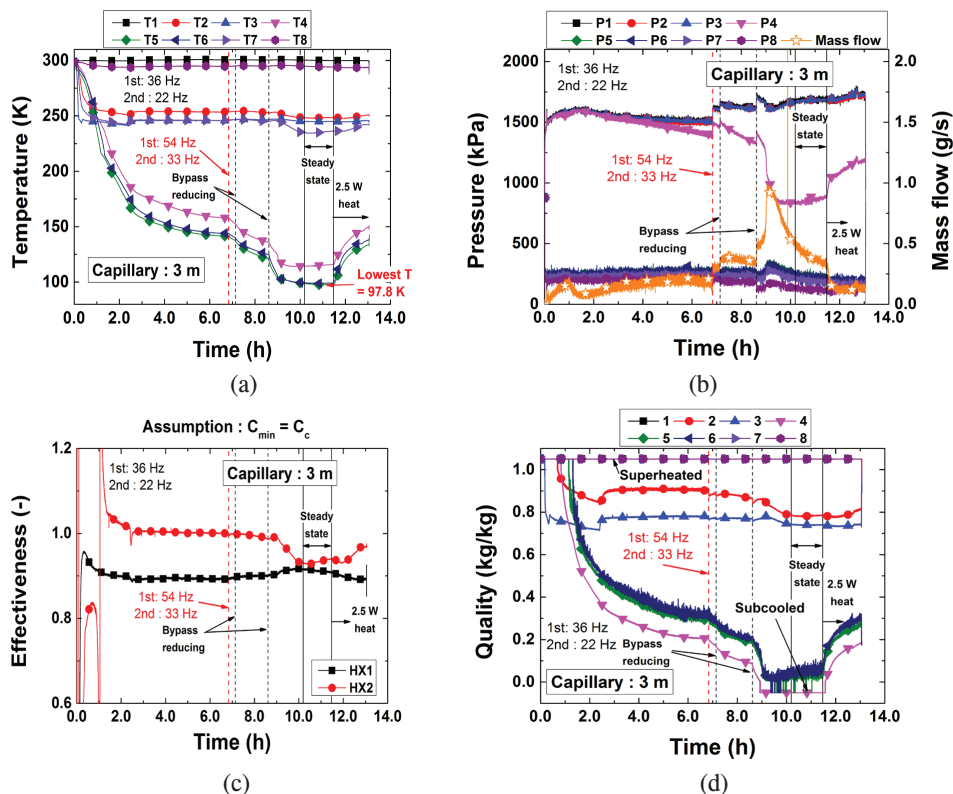 T1 T2 T3 T4
T5 T6 T7 T8
350
300
250
200
150
100
50
Temperature (K)
1st: 36 Hz
2nd : 22 Hz
1st: 54 Hz
2nd : 33 Hz
Bypass
reducing
Steady
state
2.5 W
heat
Capillary : 3 m
Lowest T
= 97.8 K
0.0 2.0 4.0 6.0 8.0 10.0 12.0 14.0
Time (h)
(a)
P1 P2 P3 P4
P5 P6 P7 P8 Mass flow
2000
1500
1000
500
0
Pressure (kPa)
2.0
1.5
1.0
0.5
0.0
Mass flow (g/s)
1st: 36 Hz
2nd : 22 Hz
Capillary : 3 m
Steady
state
1st: 54 Hz
2nd : 33 Hz
Bypass
reducing
2.5 W
heat
0.0 2.0 4.0 6.0 8.0 10.0 12.0 14.0
Time (h)
(b)
Assumption : Cmin = Cc
1.2
1.0
0.8
0.6
Effectiveness (-)
1st: 36 Hz
2nd : 22 Hz
Capillary : 3 m
Steady
state
1st: 54 Hz
2nd : 33 Hz
Bypass
reducing
2.5 W
heat
HX1
HX2
0.0 2.0 4.0 6.0 8.0 10.0 12.0 14.0
Time (h)
(c)
1 2 3 4
5 6 7 8
1.0
0.8
0.6
0.4
0.2
0.0
Quality (kg/kg)
Superheated
1st: 54 Hz
2nd : 33 Hz
Steady
state
2.5 W
heat
Subcooled
1st: 36 Hz
2nd : 22 Hz
Bypass
reducing
Capillary : 3 m
0.0 2.0 4.0 6.0 8.0 10.0 12.0 14.0
Time (h)
(d)